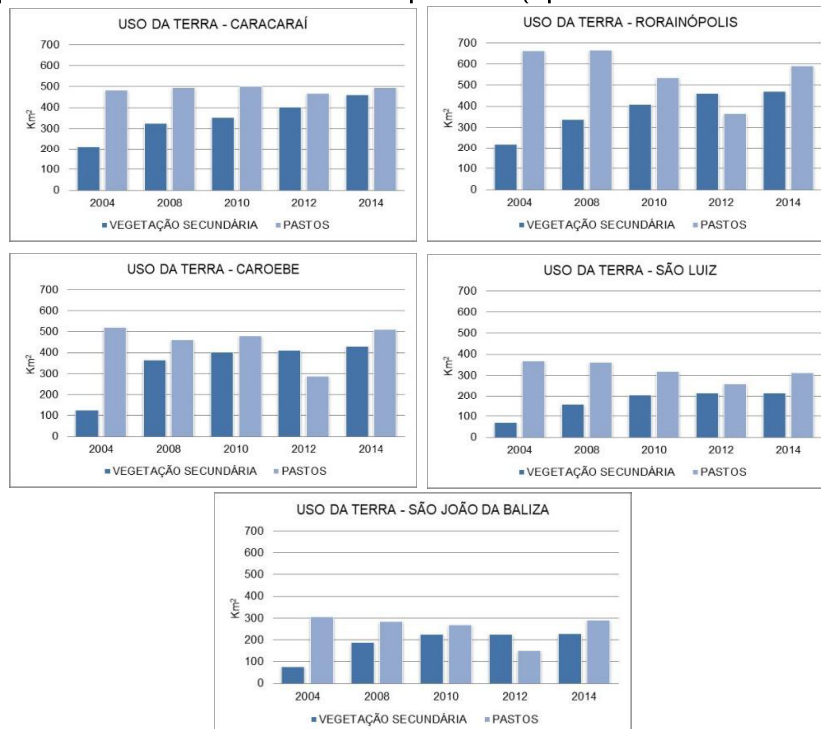 USO DA TERRA - CARACARAÍ
700
600
500
400
300
200
100
0
Km²
2004 2008 2010 2012 2014
VEGETAÇÃO SECUNDÁRIA PASTOS
USO DA TERRA - RORAINÓPOLIS
700
600
500
400
300
200
100
0
Km²
2004 2008 2010 2012 2014
VEGETAÇÃO SECUNDÁRIA PASTOS
USO DA TERRA - CAROEBE
700
600
500
400
300
200
100
0
Km²
2004 2008 2010 2012 2014
VEGETAÇÃO SECUNDÁRIA PASTOS
USO DA TERRA - SÃO LUIZ
700
600
500
400
300
200
100
0
Km²
2004 2008 2010 2012 2014
VEGETAÇÃO SECUNDÁRIA PASTOS
USO DA TERRA - SÃO JOÃO DA BALIZA
700
600
500
400
300
200
100
0
Km²
2004 2008 2010 2012 2014
VEGETAÇÃO SECUNDÁRIA PASTOS